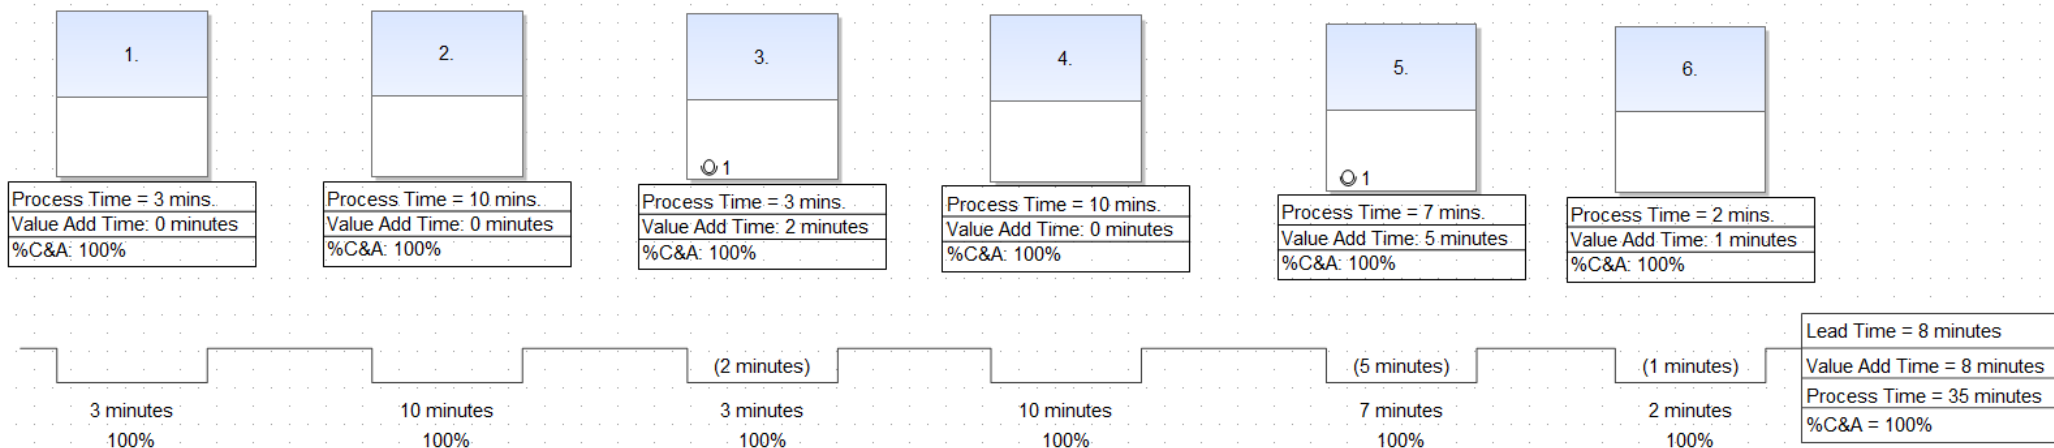 1.
2.
3.
4.
5.
6.
1
1
Process Time = 3 mins.
Value Add Time: 0 minutes
%C&A: 100%
Process Time = 10 mins.
Value Add Time: 0 minutes
%C&A: 100%
Process Time = 3 mins.
Value Add Time: 2 minutes
%C&A: 100%
Process Time = 10 mins.
Value Add Time: 0 minutes
%C&A: 100%
Process Time = 7 mins.
Value Add Time: 5 minutes
%C&A: 100%
Process Time = 2 mins.
Value Add Time: 1 minutes
%C&A: 100%
(2 minutes)
(5 minutes)
(1 minutes)
3 minutes
100%
10 minutes
100%
3 minutes
100%
10 minutes
100%
7 minutes
100%
2 minutes
100%
Lead Time = 8 minutes
Value Add Time = 8 minutes
Process Time = 35 minutes
%C&A = 100%